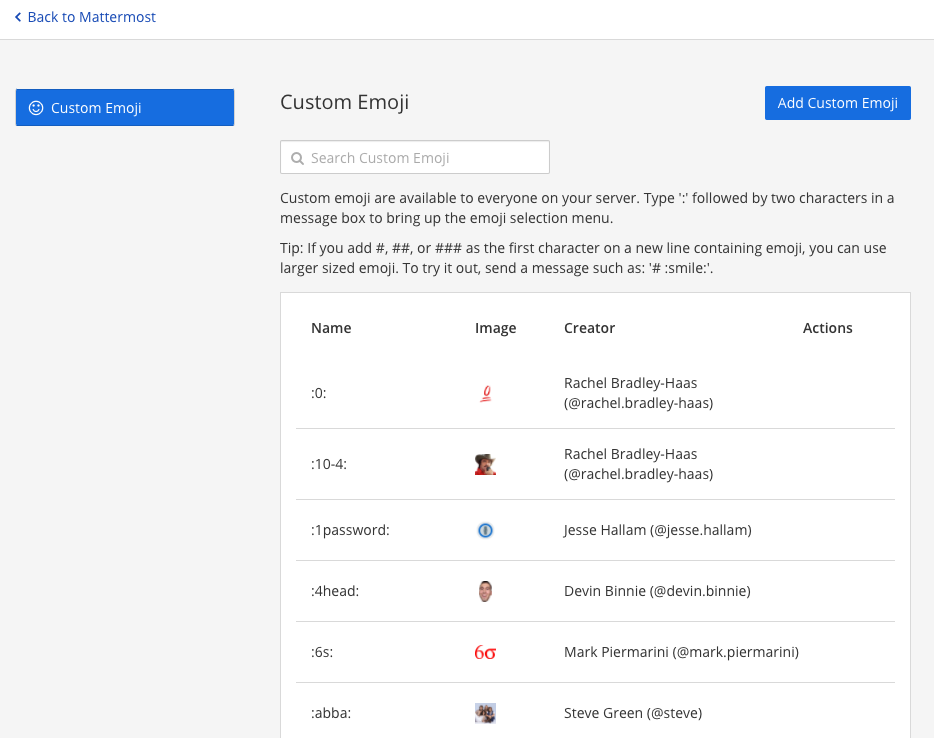 Back to Mattermost
Custom Emoji
Custom Emoji
Add Custom Emoji
Search Custom Emoji
Custom emoji are available to everyone on your server. Type ':' followed by two characters in a
message box to bring up the emoji selection menu.
Tip: If you add #, ##, or ### as the first character on a new line containing emoji, you can use
larger sized emoji. To try it out, send a message such as: '# :smile:'.
Name Image Creator Actions
:0: 0 Rachel Bradley-Haas
(@rachel.bradley-haas)
:10-4: Rachel Bradley-Haas
(@rachel.bradley-haas)
:1password: Jesse Hallam (@jesse.hallam)
:4head: Devin Binnie (@devin.binnie)
:6s: 6σ Mark Piermarini (@mark.piermarini)
:abba: Steve Green (@steve)